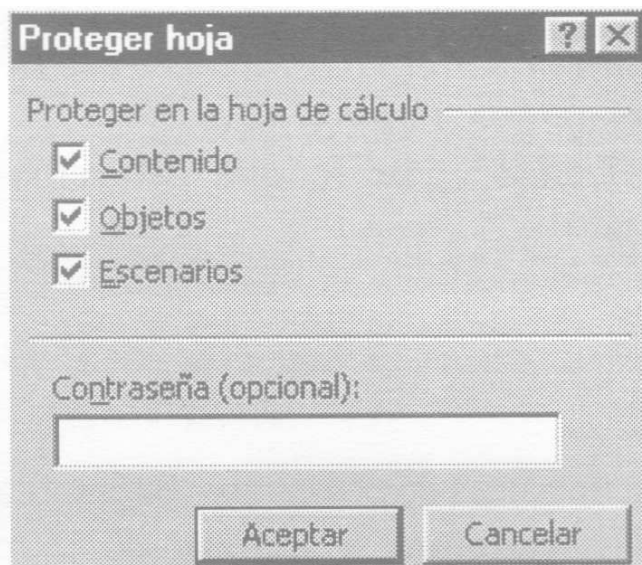 Proteger hoja
Proteger en la hoja de cálculo
Contenido
Objetos
Escenarios
Contraseña (opcional):
Aceptar Cancelar